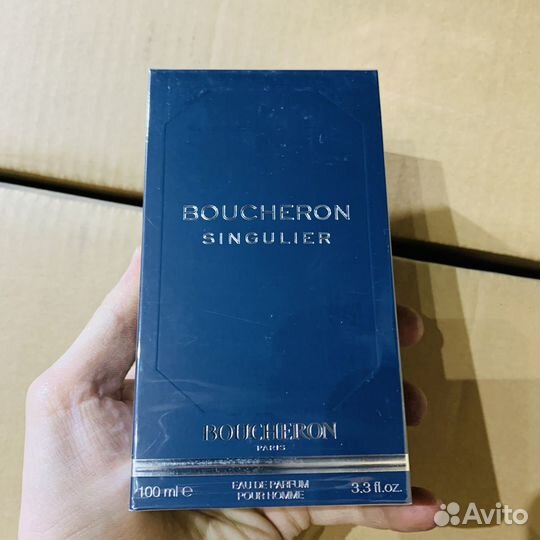 BOUCHERON
SINGULIER
BOUCHERON
PARIS
100 ml e EAU DE PARFUM 3.3 fl.oz.
POUR HOMME
Avito